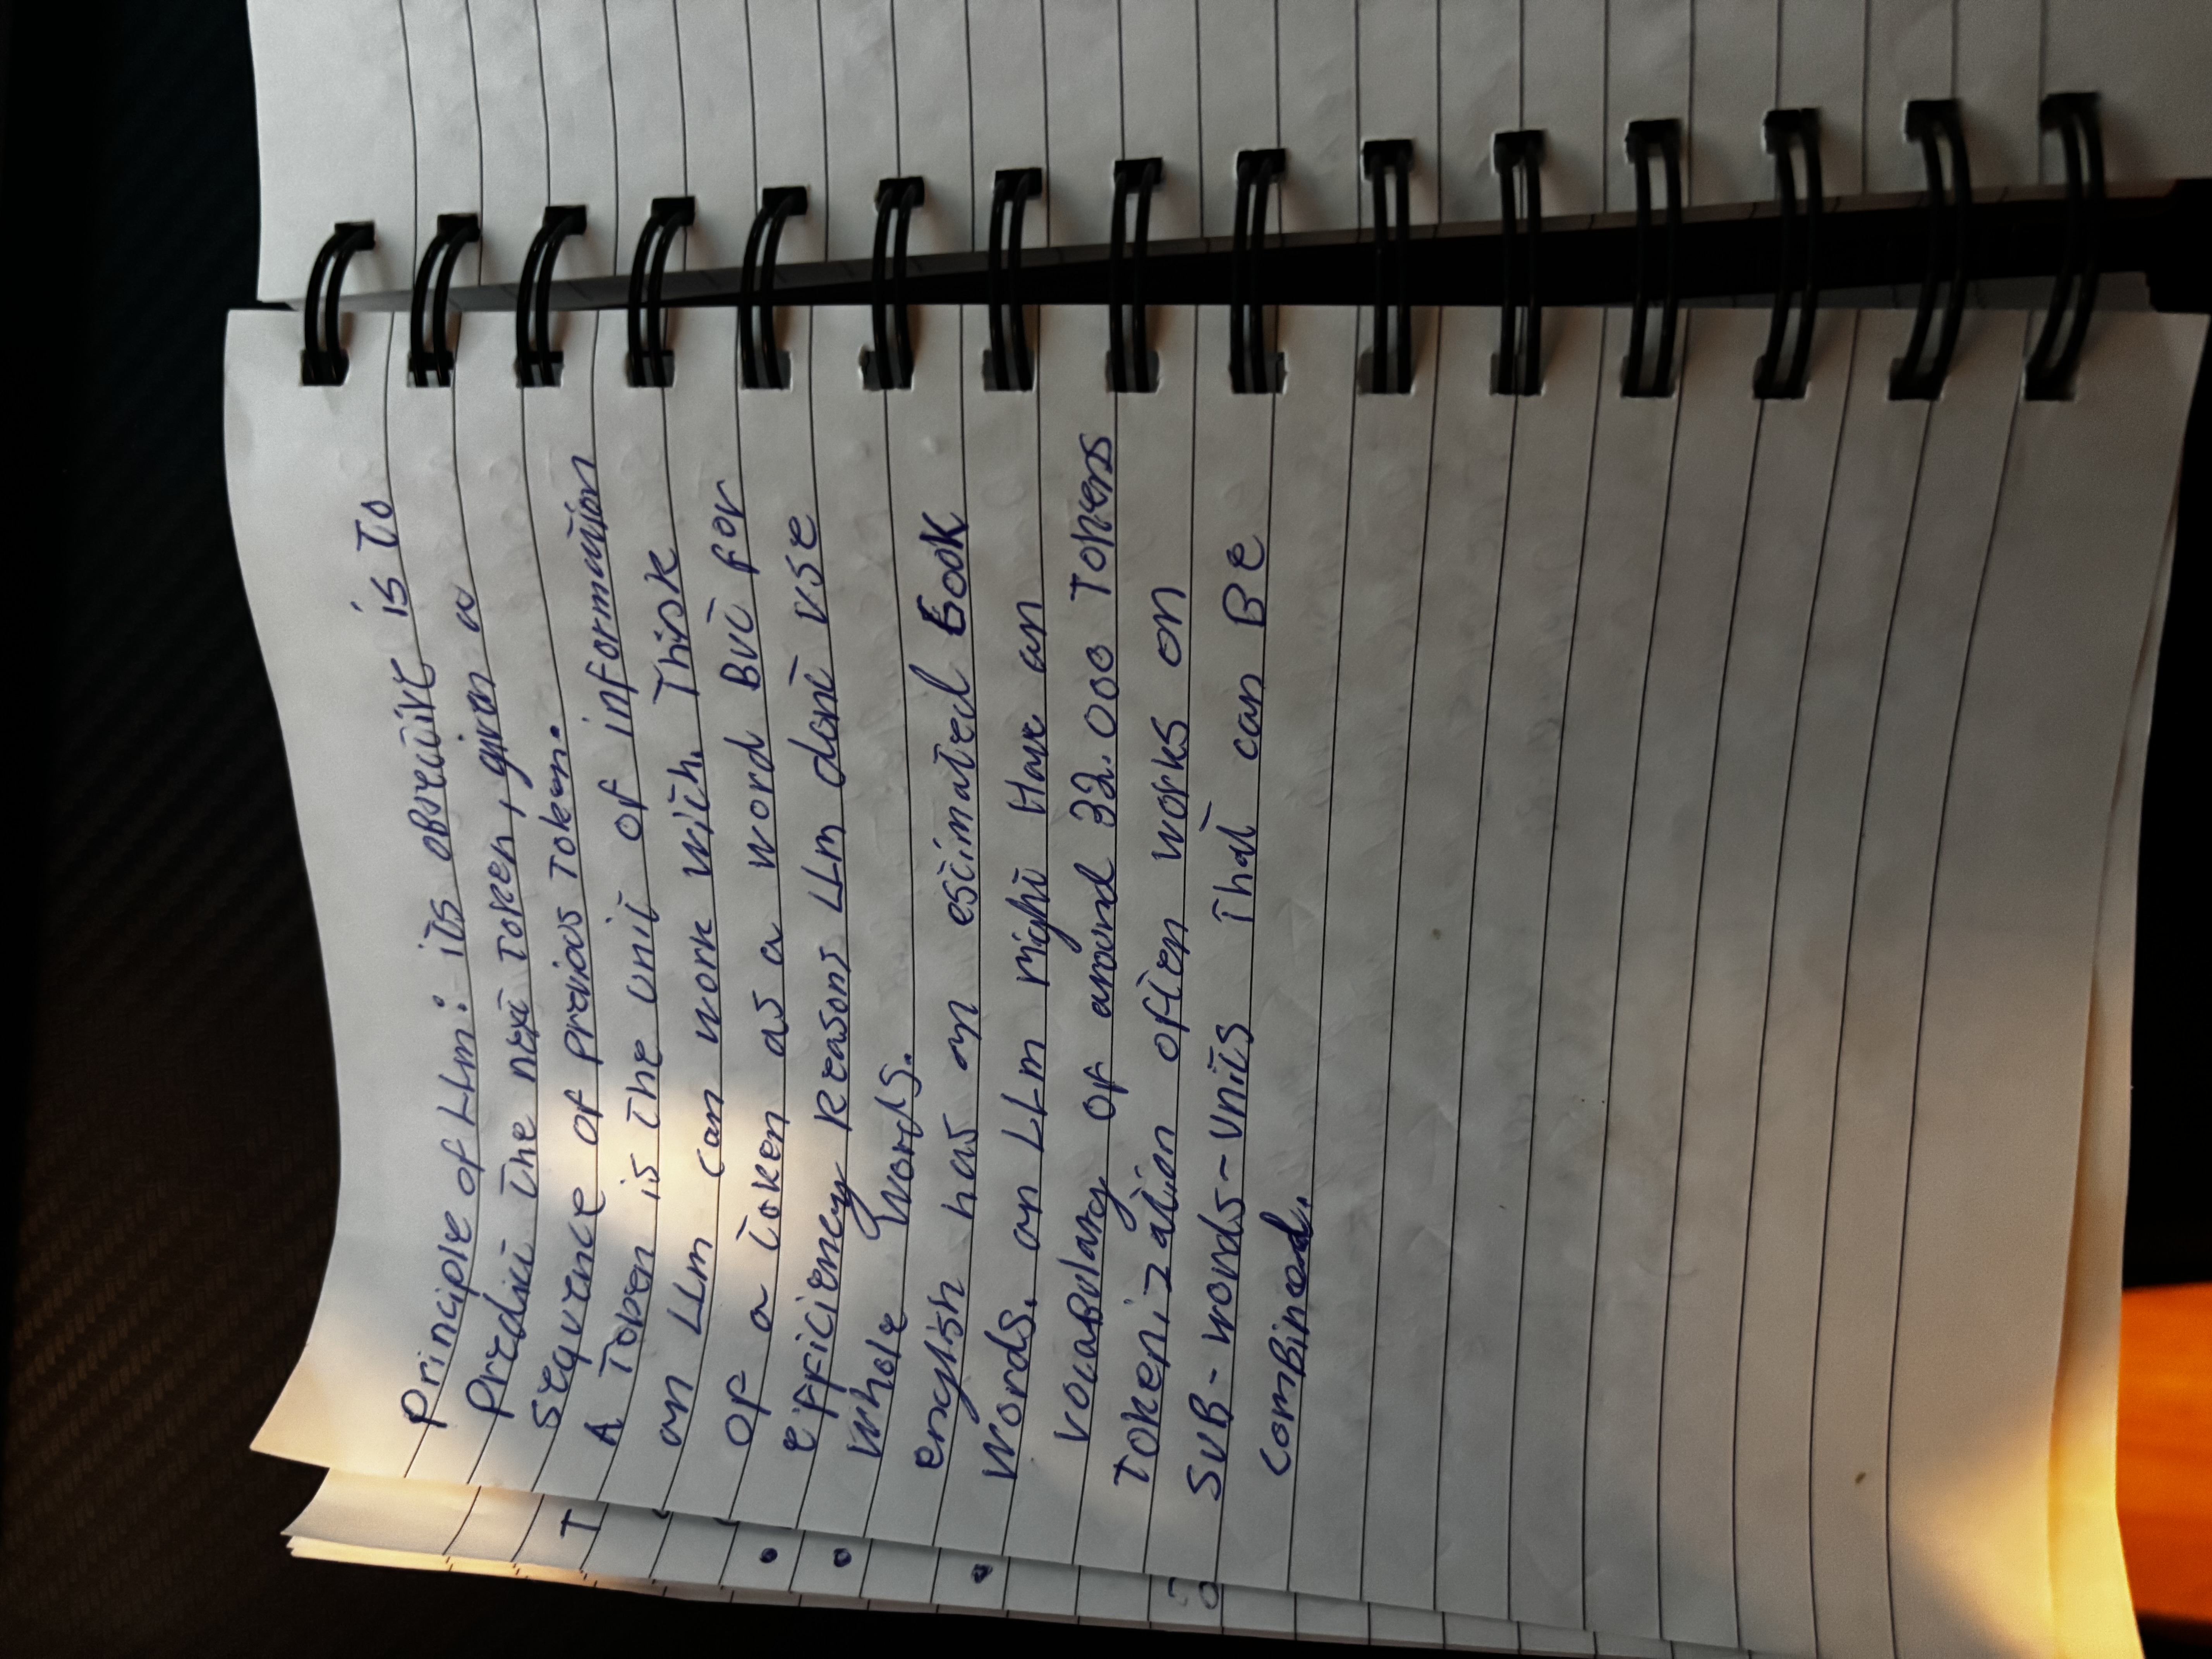 Principle of LLm: its obsective is To
Predict The next Token, given a
sequence of previous Token.
A Token is The unit of information
an LLm can work with. Think
of a Token as a word But for
efficiency Reasons LLm dont use
Whole Words.
english has an estimated 600K
Words. an LLm might Have an
vocabulary of around 32.000 Tokens
Tokenization often works on
SUB-words-units That can BE
comBined.
T